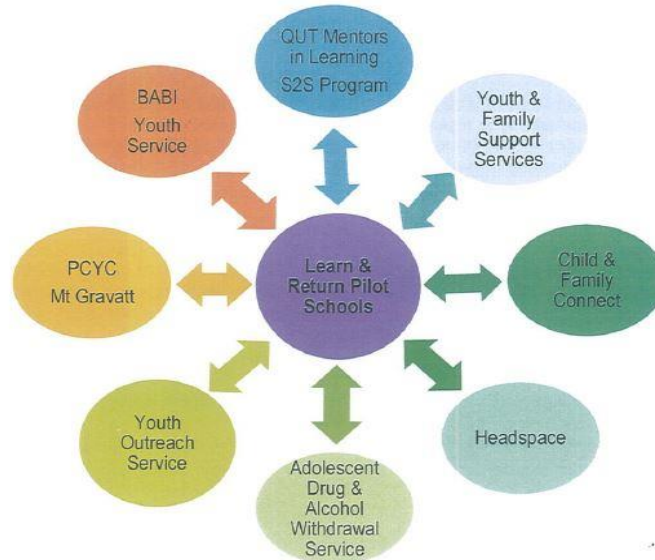 QUT Mentors
in Learning
S2S Program
Youth &
Family
Support
Services
Child &
Family
Connect
Headspace
Adolescent
Drug &
Alcohol
Withdrawal
Service
Youth
Outreach
Service
PCYC
Mt Gravatt
BABI
Youth
Service
Learn &
Return Pilot
Schools